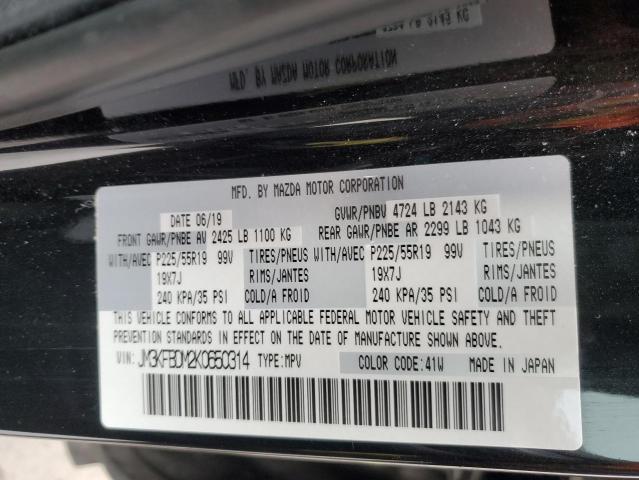 MFD. BY MAZDA MOTOR CORPORATION
DATE 06/19 GVWR/PNBV 4724 LB 2143 KG
FRONT GAWR/PNBE AV 2425 LB 1100 KG REAR GAWR/PNBE AR 2299 LB 1043 KG
WITH/AVEC P225/55R19 99V TIRES/PNEUS WITH/AVEC P225/55R19 99V TIRES/PNEUS
19X7J RIMS/JANTES 19X7J RIMS/JANTES
240 KPA/35 PSI COLD/A FROID 240 KPA/35 PSI COLD/A FROID
THIS VEHICLE CONFORMS TO ALL APPLICABLE FEDERAL MOTOR VEHICLE SAFETY AND THEFT
PREVENTION STANDARDS IN EFFECT ON THE DATE OF MANUFACTURE SHOWN ABOVE.
VIN: JM3KFBDM2K0650314 TYPE:MPV COLOR CODE:41W MADE IN JAPAN